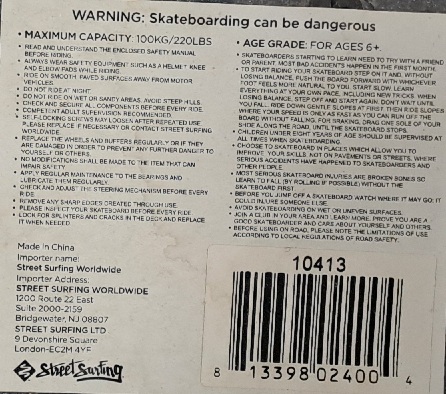 WARNING: Skateboarding can be dangerous
• MAXIMUM CAPACITY: 100KG/220LBS
• READ AND UNDERSTAND THE ENCLOSED SAFETY MANUAL
BEFORE RIDING.
• ALWAYS WEAR SAFETY EQUIPMENT SUCH AS A HELMET KNEE
AND ELBOW PADS WHILE RIDING.
• RIDE ON SMOOTH PAVED SURFACES AWAY FROM MOTOR
VEHICLES.
• DO NOT RIDE AT NIGHT
• DO NOT RIDE ON WET OR SANDY AREAS. AVOID STEEP HILLS
• CHECK AND SECURE ALL COMPONENTS BEFORE EVERY RIDE.
• COMPETENT ADULT SUPERVISION RECOMMENDED.
• SELF-LOCKING SCREWS MAY LOOSEN AFTER REPEATED USE
PLEASE REPLACE IF NECESSARY OR CONTACT STREET SURFING
WORLDWIDE.
• REPLACE THE WHEELS AND BUFFERS REGULARLY OR IF THEY
ARE DAMAGED IN ORDER TO PREVENT ANY FURTHER DANGER TO
YOURSELF OR OTHERS.
• NO MODIFICATIONS SHALL BE MADE TO THE ITEM THAT CAN
IMPAIR SAFETY
• APPLY REGULAR MAINTENANCE TO THE BEARINGS AND
LUBRICATE THEM REGULARLY.
• CHECK AND ADJUST THE STEERING MECHANISM BEFORE EVERY
RIDE
• REMOVE ANY SHARP EDGES CREATED THROUGH USE.
• PLEASE INSPECT YOUR SKATEBOARD BEFORE EVERY RIDE
• LOOK FOR SPLINTERS AND CRACKS IN THE DECK AND REPLACE
IT WHEN NEEDED
• AGE GRADE: FOR AGES 6+.
• SKATEBOARDERS STARTING TO LEARN NEED TO TRY WITH A FRIEND
OR PARENT. MOST BAD ACCIDENTS HAPPEN IN THE FIRST MONTH.
• TO START RIDING YOUR SKATEBOARD STEP ON IT AND, WITHOUT
LOSING BALANCE, PUSH THE BOARD FORWARD WITH WHICHEVER
FOOT FEELS MORE NATURAL TO YOU. START SLOW. LEARN
EVERYTHING AT YOUR OWN PACE, INCLUDING NEW TRICKS. WHEN
LOSING BALANCE, STEP OFF AND START AGAIN. DON'T WAIT UNTIL
YOU FALL. RIDE DOWN GENTLE SLOPES AT FIRST. THEN RIDE SLOPES
WHERE YOUR SPEED IS ONLY AS FAST AS YOU CAN RUN OFF THE
BOARD WITHOUT FALLING. FOR BRAKING, DRAG ONE SOLE OF YOUR
SHOE ALONG THE ROAD, UNTIL THE SKATEBOARD STOPS.
• CHILDREN UNDER EIGHT YEARS OF AGE SHOULD BE SUPERVISED AT
ALL TIMES WHEN SKATEBOARDING.
• CHOOSE TO SKATEBOARD IN PLACES WHICH ALLOW YOU TO
IMPROVE YOUR SKILLS, NOT ON PAVEMENTS OR STREETS, WHERE
SERIOUS ACCIDENTS HAVE HAPPENED TO SKATEBOARDERS AND
OTHER PEOPLE
• MOST SERIOUS SKATEBOARD INJURIES ARE BROKEN BONES SO
LEARN TO FALL (BY ROLLING IF POSSIBLE) WITHOUT THE
SKATEBOARD FIRST
• BEFORE YOU JUMP OFF A SKATEBOARD WATCH WHERE IT MAY GO: IT
COULD INJURE SOMEONE ELSE.
• AVOID SKATEBOARDING ON WET OR UNEVEN SURFACES.
• JOIN A CLUB IN YOUR AREA AND LEARN MORE. PROVE YOU ARE A
GOOD SKATEBOARDER AND CARE ABOUT YOURSELF AND OTHERS.
• BEFORE USING ON ROAD, PLEASE NOTE THE LIMITATIONS OF USE
ACCORDING TO LOCAL REGULATIONS OF ROAD SAFETY.
Made In China
Importer name:
Street Surfing Worldwide
Importer Address:
STREET SURFING WORLDWIDE
1200 Route 22 East
Suite 2000-2159
Bridgewater, NJ 08807
STREET SURFING LTD
9 Devonshire Square
London-EC2M 4YF
Street Surfing
10413
8 13398 02400 4